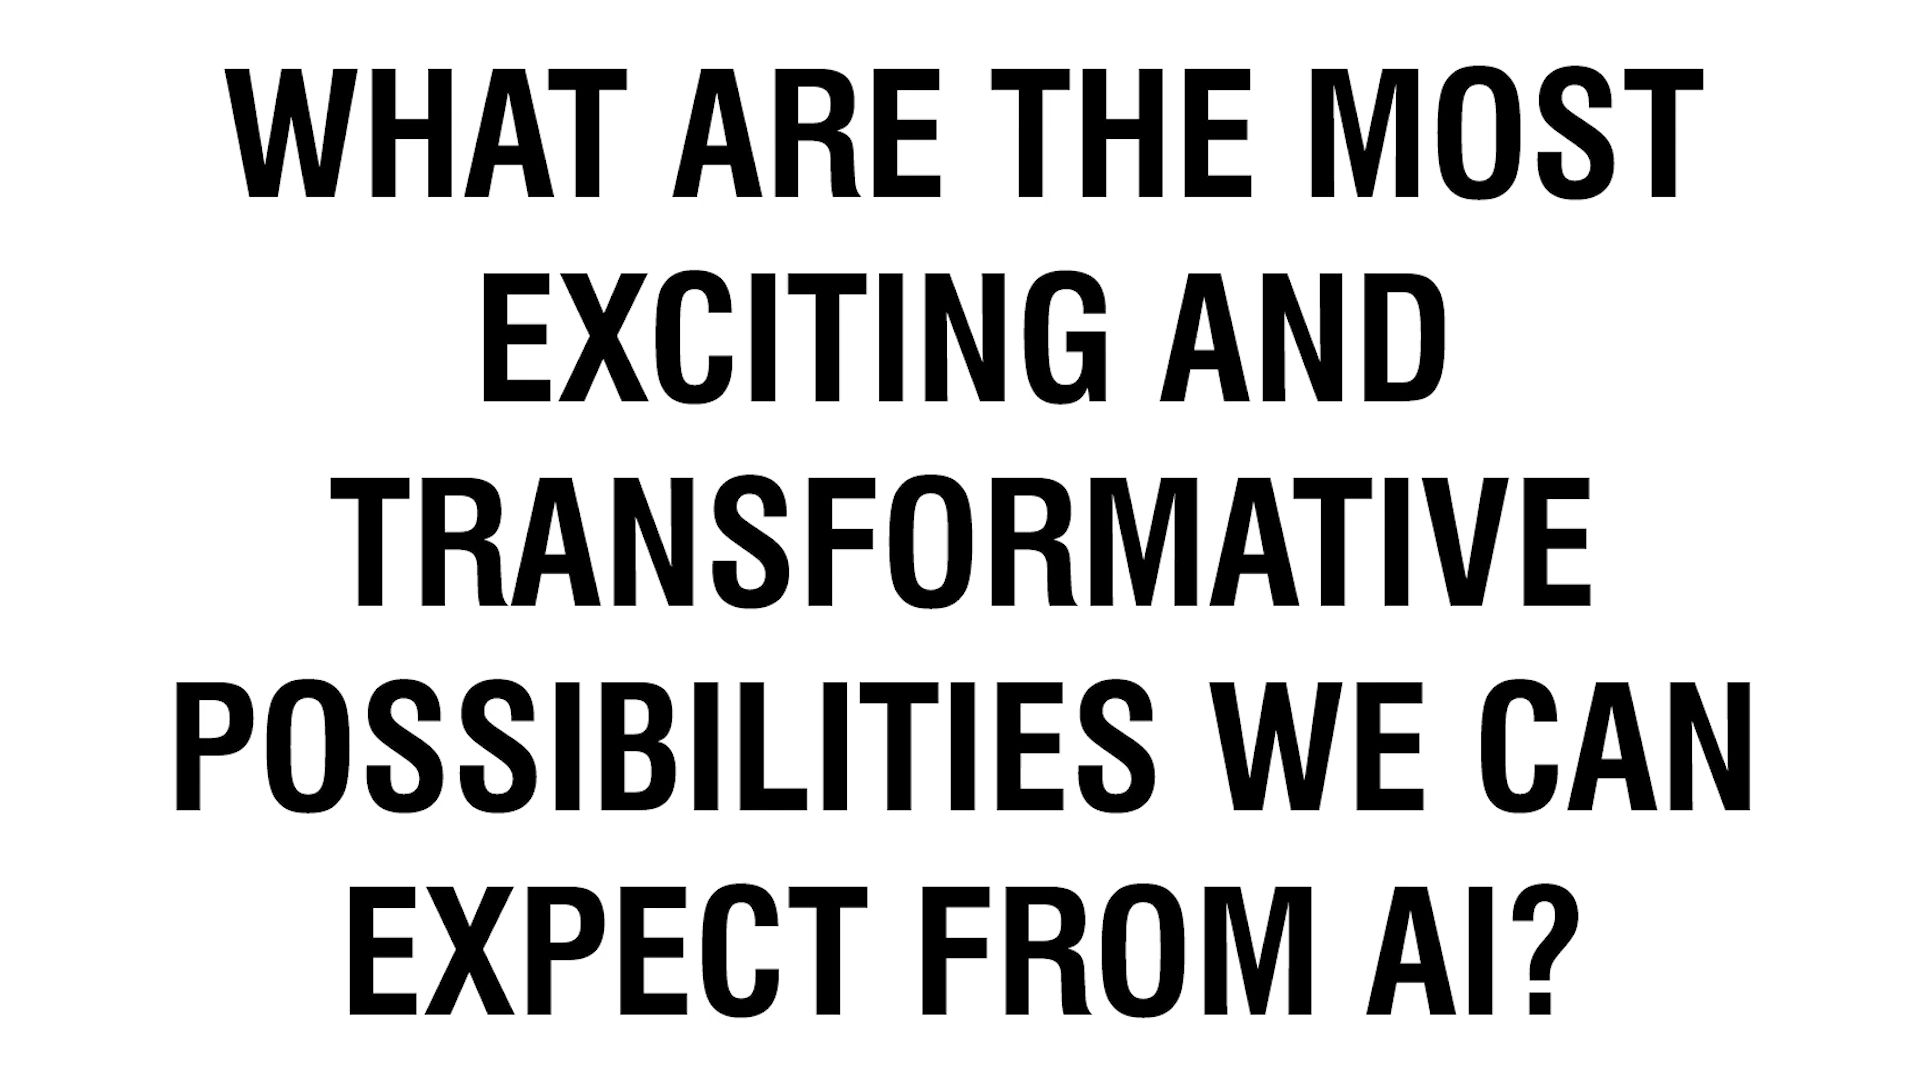 WHAT ARE THE MOST
EXCITING AND
TRANSFORMATIVE
POSSIBILITIES WE CAN
EXPECT FROM AI?